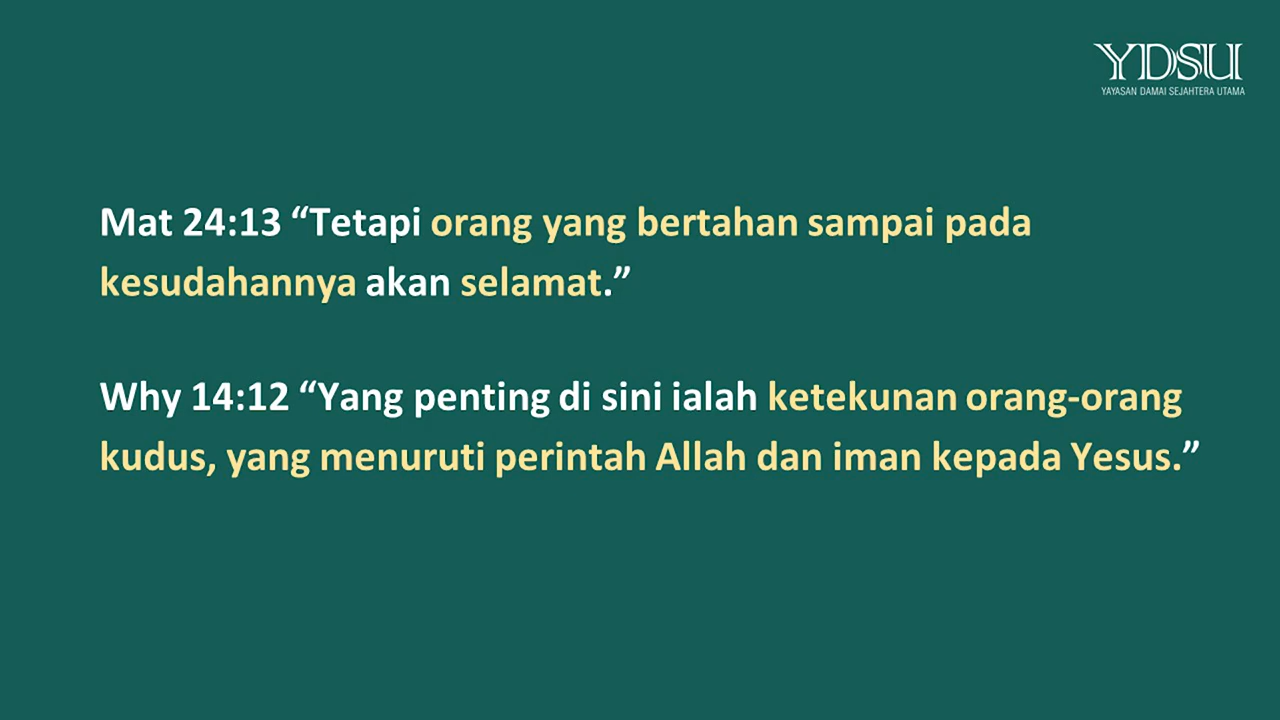 YDSU
YAYASAN DAMAI SEJAHTERA UTAMA
Mat 24:13 “Tetapi orang yang bertahan sampai pada
kesudahannya akan selamat.”
Why 14:12 “Yang penting di sini ialah ketekunan orang-orang
kudus, yang menuruti perintah Allah dan iman kepada Yesus.”